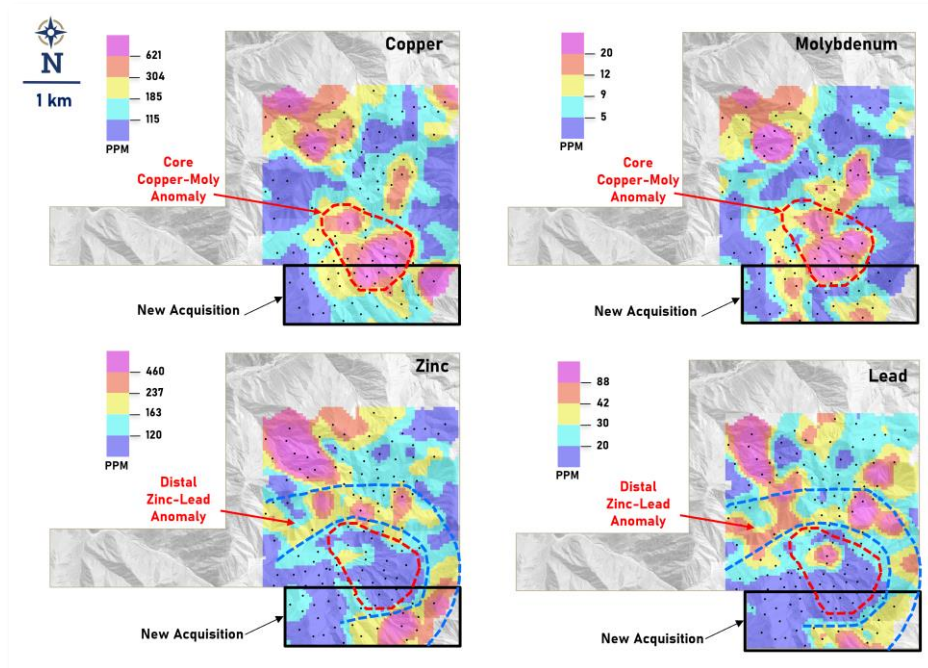 N
1 km
Copper
621
304
185
115
PPM
Core
Copper-Moly
Anomaly
New Acquisition
Molybdenum
20
12
9
5
PPM
Core
Copper-Moly
Anomaly
New Acquisition
Zinc
460
237
163
120
PPM
Distal
Zinc-Lead
Anomaly
New Acquisition
Lead
88
42
30
20
PPM
Distal
Zinc-Lead
Anomaly
New Acquisition